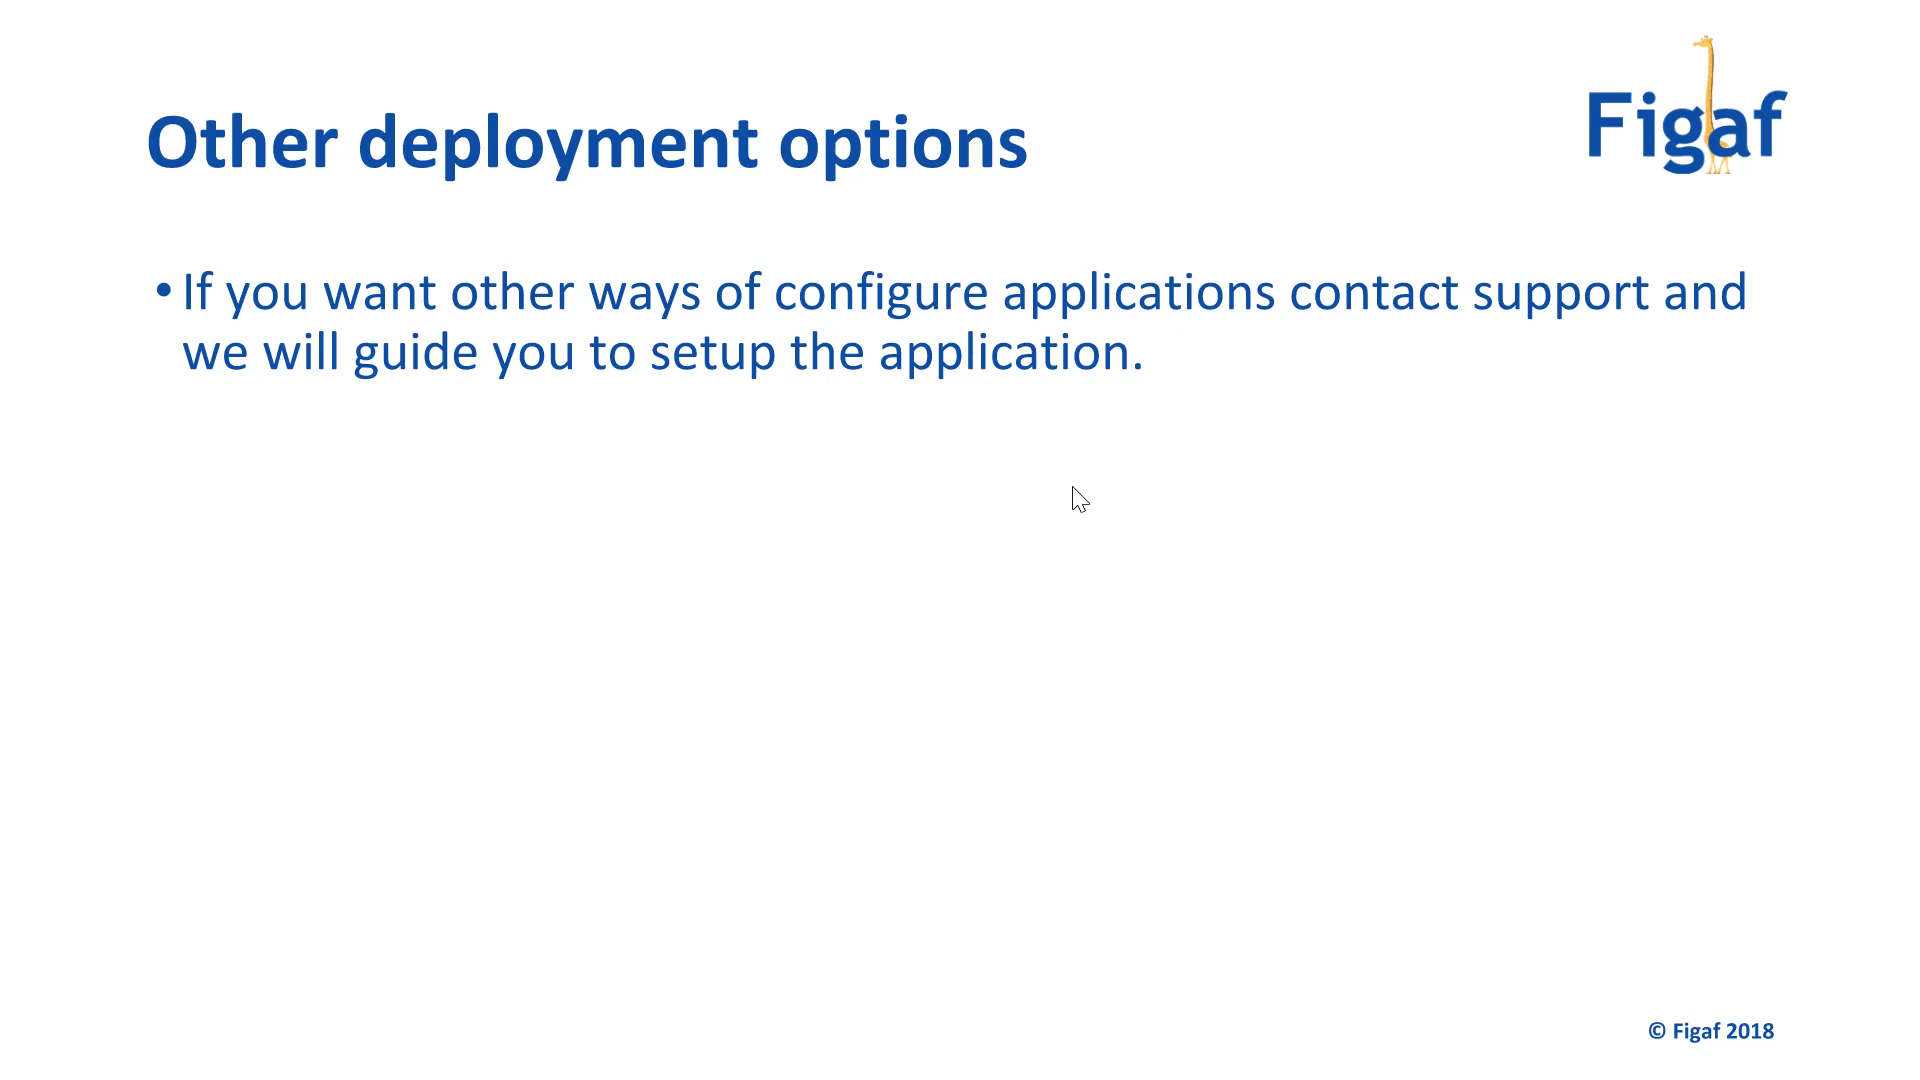 Other deployment options
Figaf
• If you want other ways of configure applications contact support and
we will guide you to setup the application.
© Figaf 2018